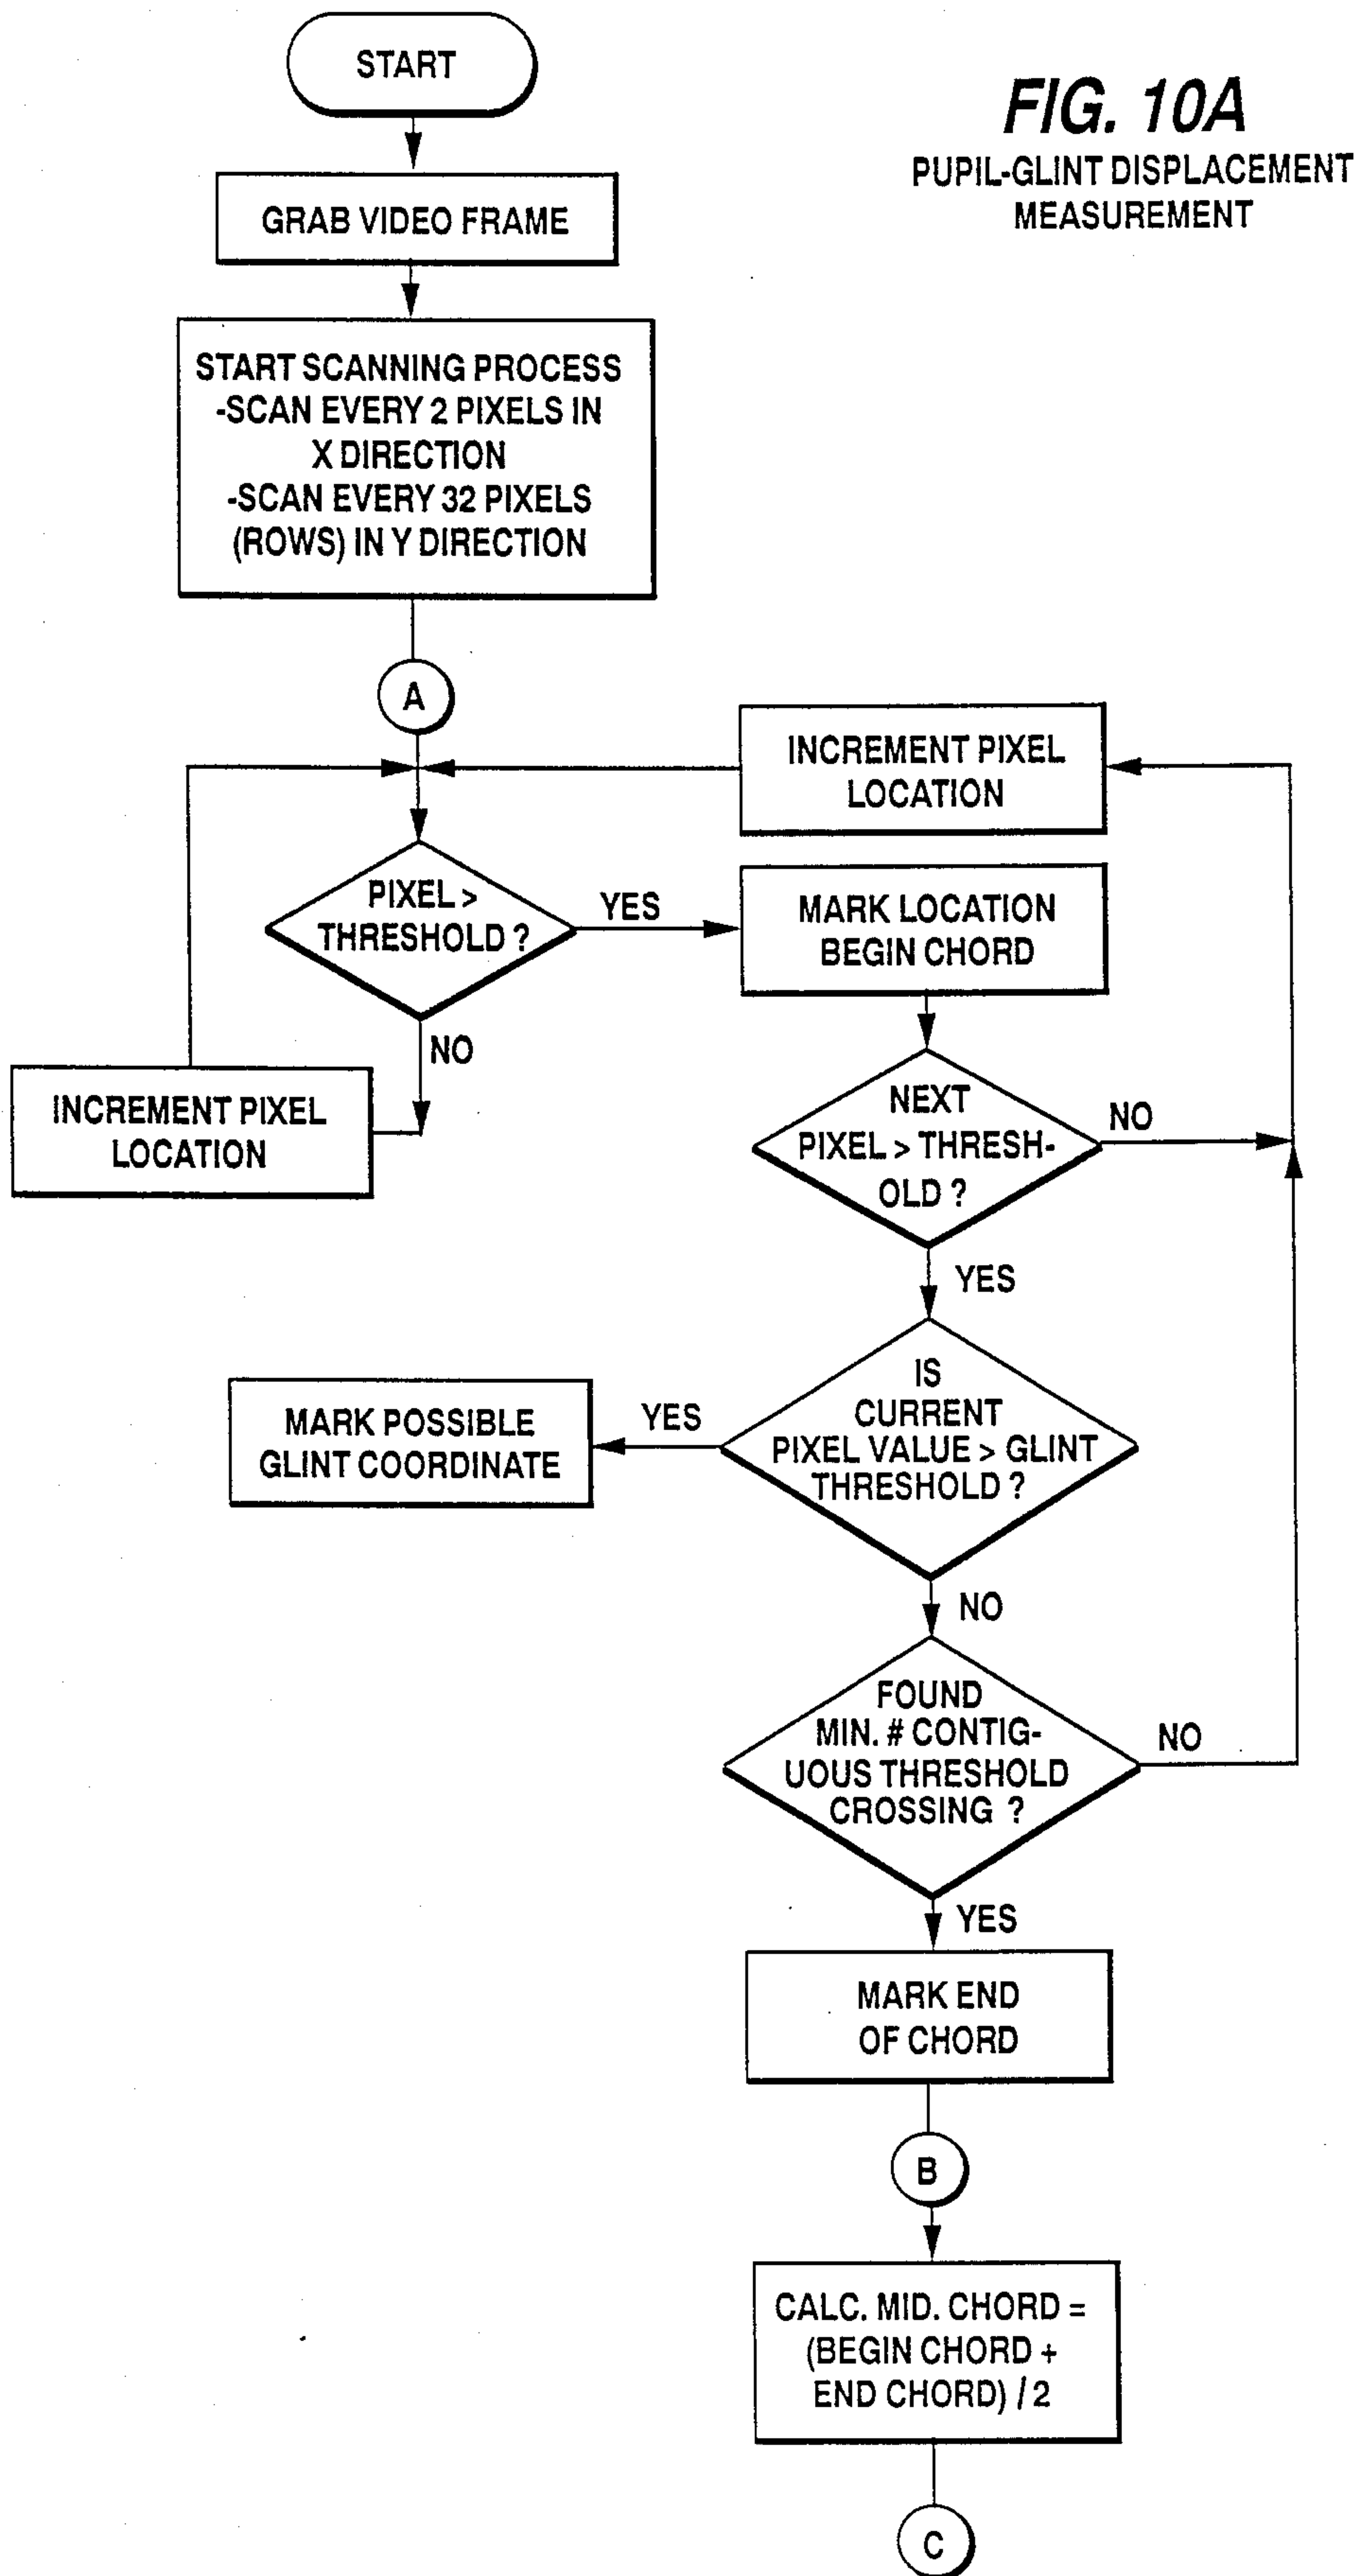 START
FIG. 10A
PUPIL-GLINT DISPLACEMENT
MEASUREMENT
GRAB VIDEO FRAME
START SCANNING PROCESS
-SCAN EVERY 2 PIXELS IN
X DIRECTION
-SCAN EVERY 32 PIXELS
(ROWS) IN Y DIRECTION
A
INCREMENT PIXEL
LOCATION
PIXEL >
THRESHOLD ?
YES
MARK LOCATION
BEGIN CHORD
NO
INCREMENT PIXEL
LOCATION
NEXT
PIXEL > THRESH-
OLD ?
NO
YES
IS
CURRENT
PIXEL VALUE > GLINT
THRESHOLD ?
YES
MARK POSSIBLE
GLINT COORDINATE
NO
FOUND
MIN. # CONTIG-
UOUS THRESHOLD
CROSSING ?
NO
YES
MARK END
OF CHORD
B
CALC. MID. CHORD =
(BEGIN CHORD +
END CHORD) / 2
C